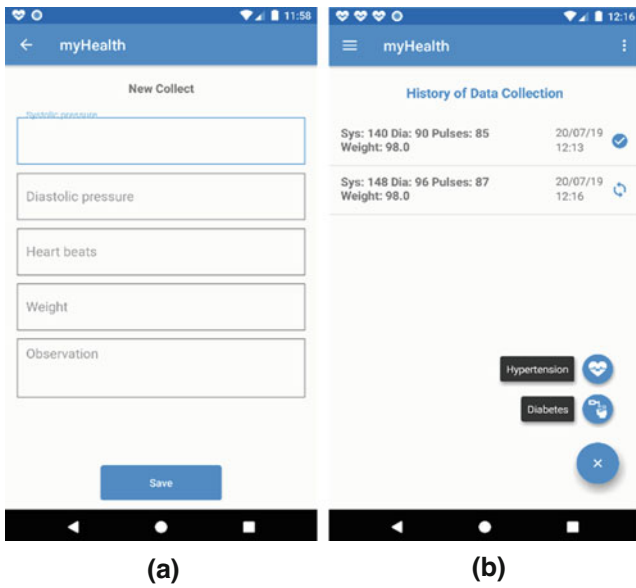 11:58
myHealth
New Collect
Systolic pressure
Diastolic pressure
Heart beats
Weight
Observation
Save
(a)
12:16
myHealth
History of Data Collection
Sys: 140 Dia: 90 Pulses: 85 20/07/19
Weight: 98.0 12:13
Sys: 148 Dia: 96 Pulses: 87 20/07/19
Weight: 98.0 12:16
Hypertension
Diabetes
(b)